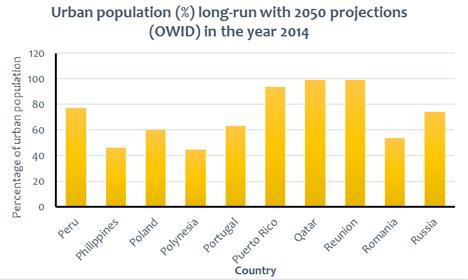 Urban population (%) long-run with 2050 projections
(OWID) in the year 2014
Percentage of urban population
120
100
80
60
40
20
0
Peru
Philippines
Poland
Polynesia
Portugal
Puerto Rico
Qatar
Reunion
Romania
Russia
Country